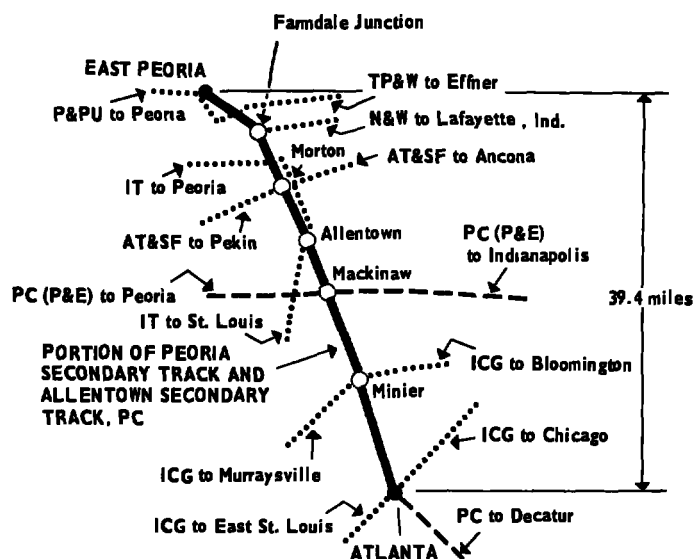 Farmdale Junction
EAST PEORIA
TP&W to Effner
P&PU to Peoria
N&W to Lafayette, Ind.
Morton
AT&SF to Ancona
IT to Peoria
AT&SF to Pekin
Allentown
PC (P&E)
to Indianapolis
Mackinaw
PC (P&E) to Peoria
39.4 miles
IT to St. Louis
PORTION OF PEORIA
SECONDARY TRACK AND
ALLENTOWN SECONDARY
TRACK, PC
ICG to Bloomington
Minier
ICG to Chicago
ICG to Murraysville
ICG to East St. Louis
PC to Decatur
ATLANTA